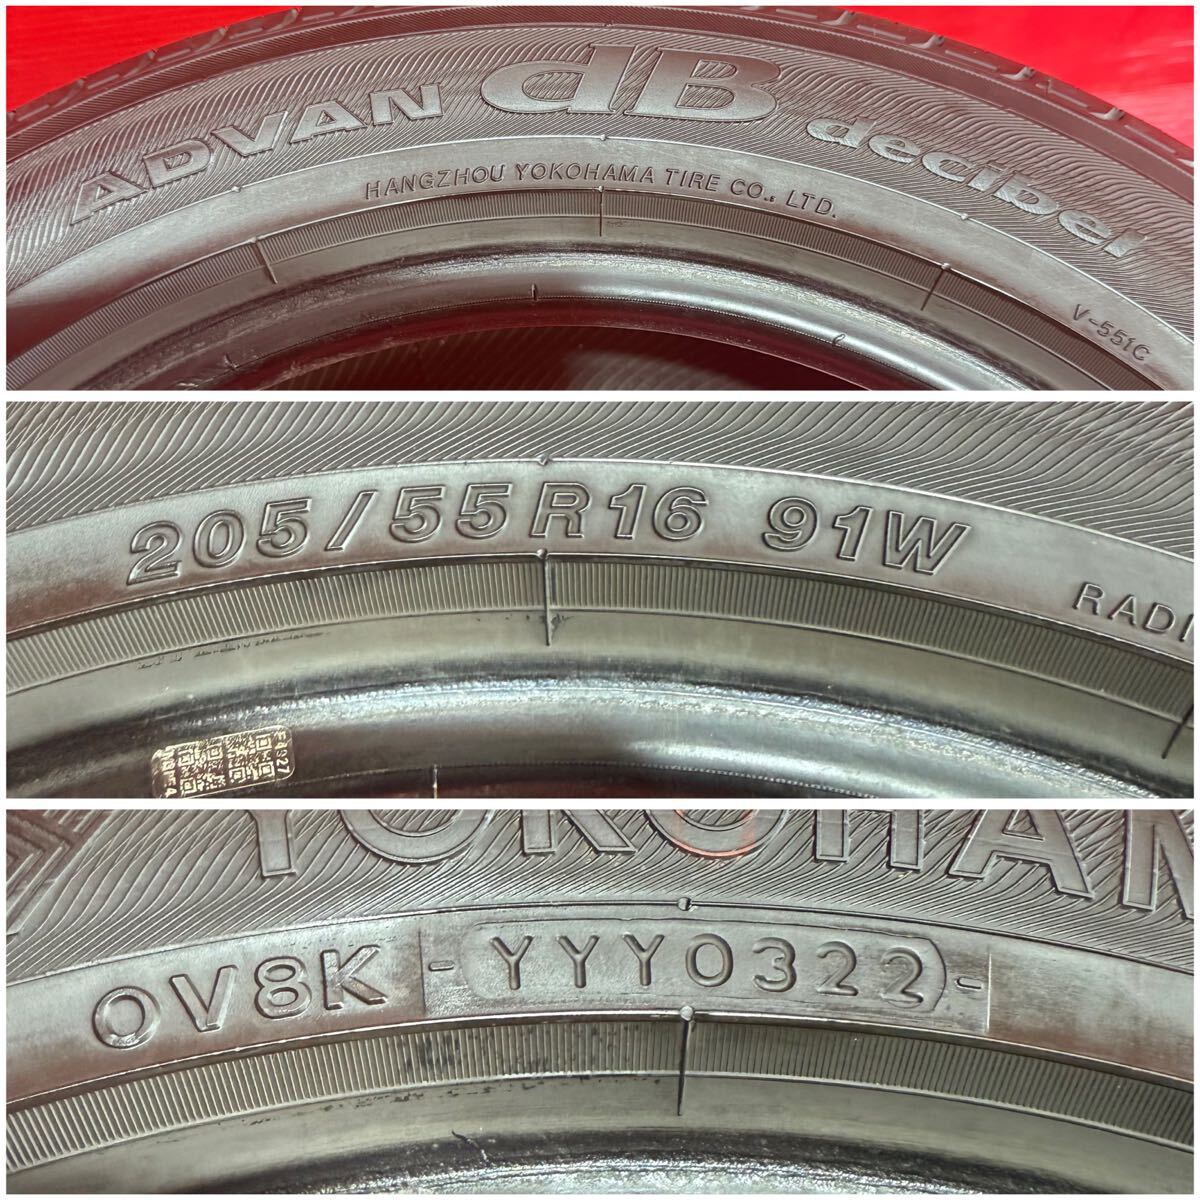 ADVAN dB decibel
HANGZHOU YOKOHAMA TIRE CO., LTD.
V-551C
205/55R16 91W
RADI
YOKOHAM
0V8K -YYY0322-